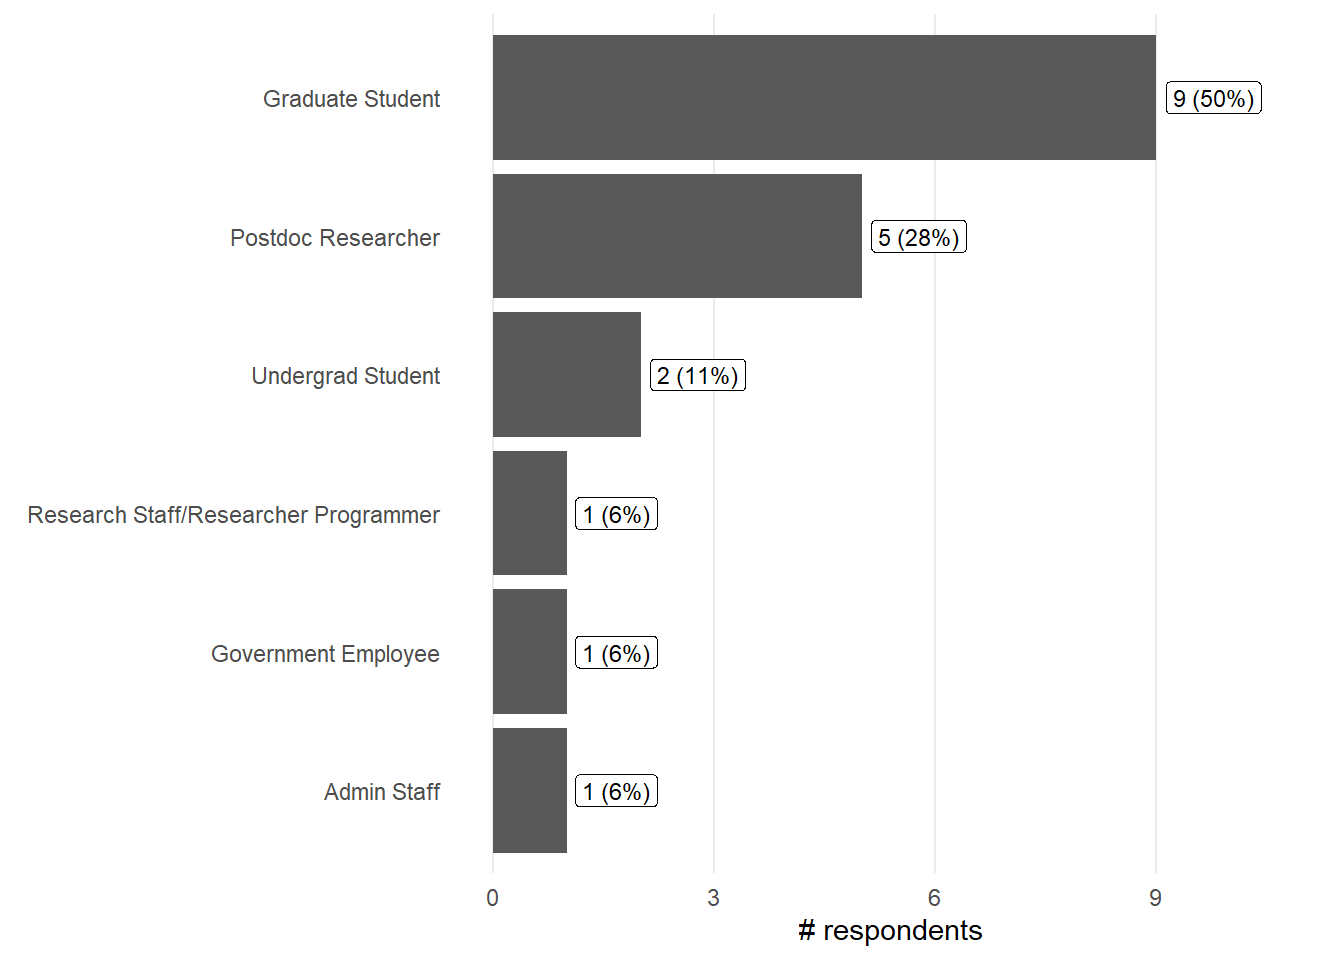 Graduate Student
9 (50%)
Postdoc Researcher
5 (28%)
Undergrad Student
2 (11%)
Research Staff/Researcher Programmer
1 (6%)
Government Employee
1 (6%)
Admin Staff
1 (6%)
0 3 6 9
# respondents